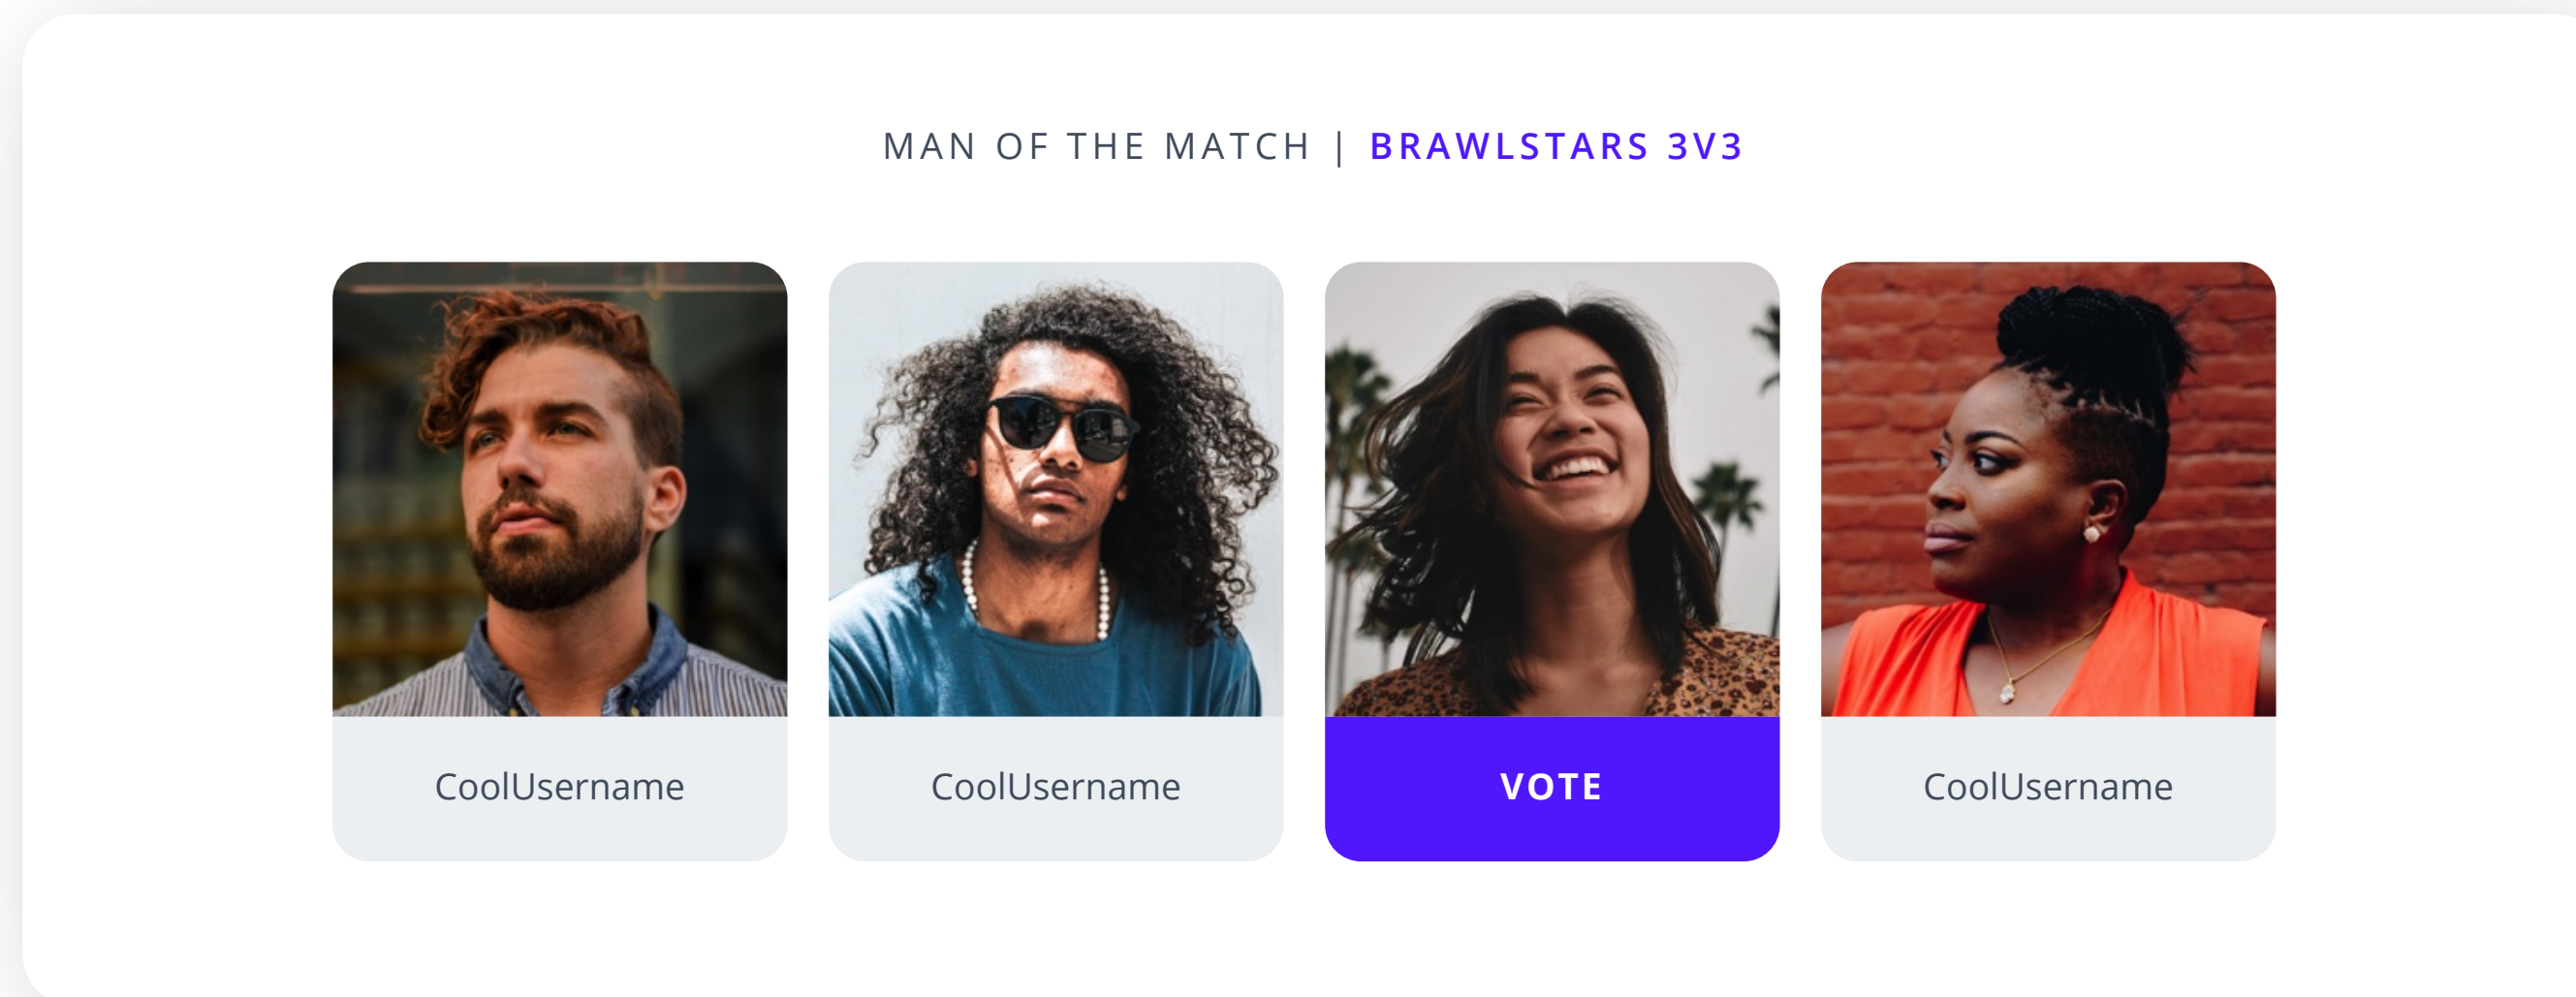 MAN OF THE MATCH | BRAWLSTARS 3V3
CoolUsername
CoolUsername
VOTE
CoolUsername